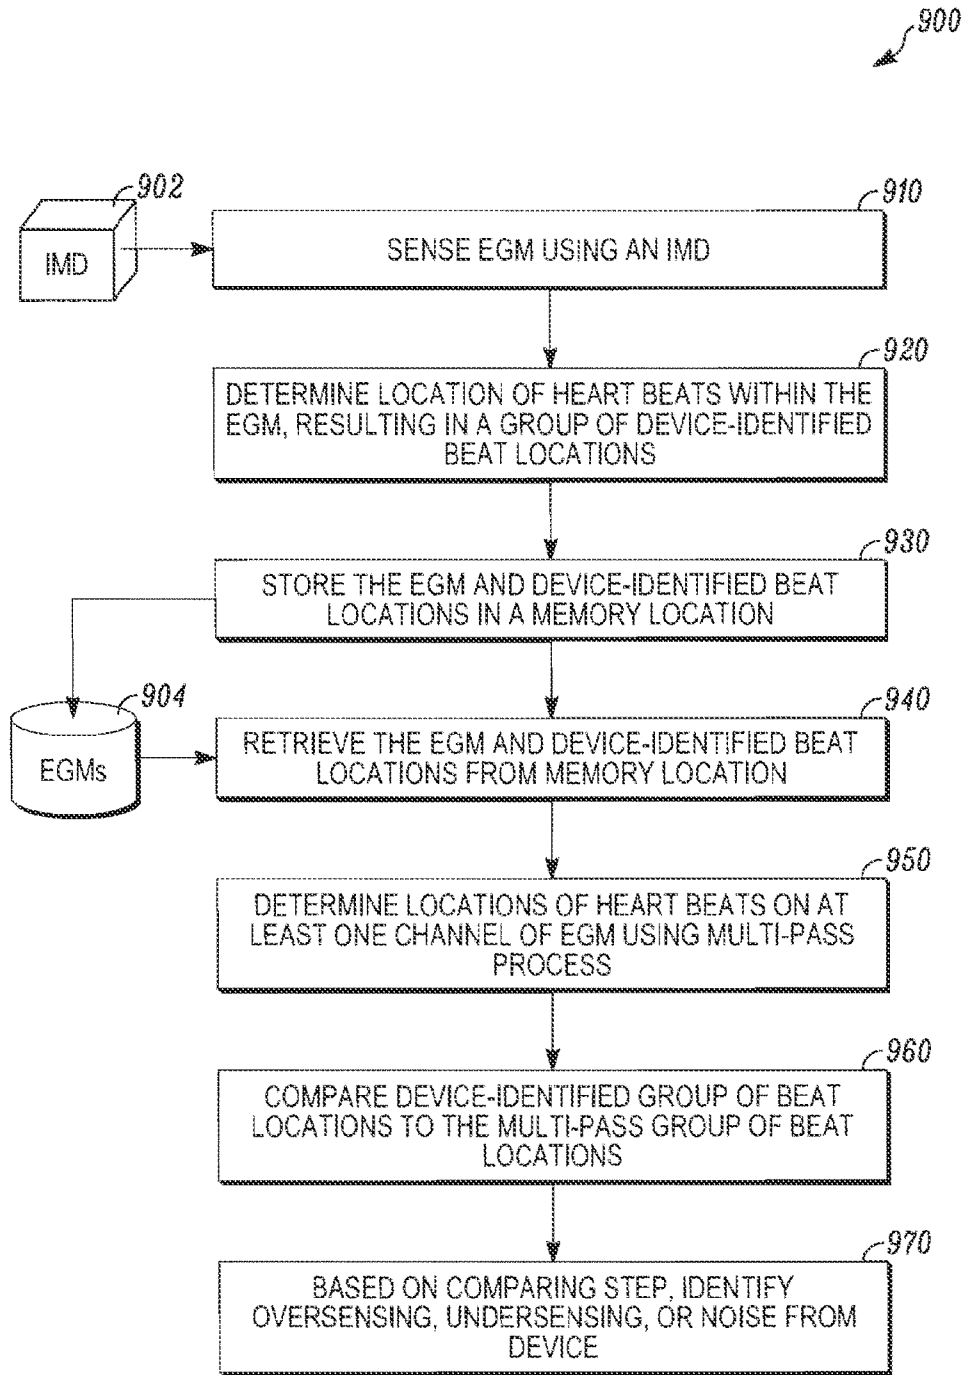 900
902
IMD
910
SENSE EGM USING AN IMD
920
DETERMINE LOCATION OF HEART BEATS WITHIN THE
EGM, RESULTING IN A GROUP OF DEVICE-IDENTIFIED
BEAT LOCATIONS
930
STORE THE EGM AND DEVICE-IDENTIFIED BEAT
LOCATIONS IN A MEMORY LOCATION
904
EGMs
940
RETRIEVE THE EGM AND DEVICE-IDENTIFIED BEAT
LOCATIONS FROM MEMORY LOCATION
950
DETERMINE LOCATIONS OF HEART BEATS ON AT
LEAST ONE CHANNEL OF EGM USING MULTI-PASS
PROCESS
960
COMPARE DEVICE-IDENTIFIED GROUP OF BEAT
LOCATIONS TO THE MULTI-PASS GROUP OF BEAT
LOCATIONS
970
BASED ON COMPARING STEP, IDENTIFY
OVERSENSING, UNDERSENSING, OR NOISE FROM
DEVICE